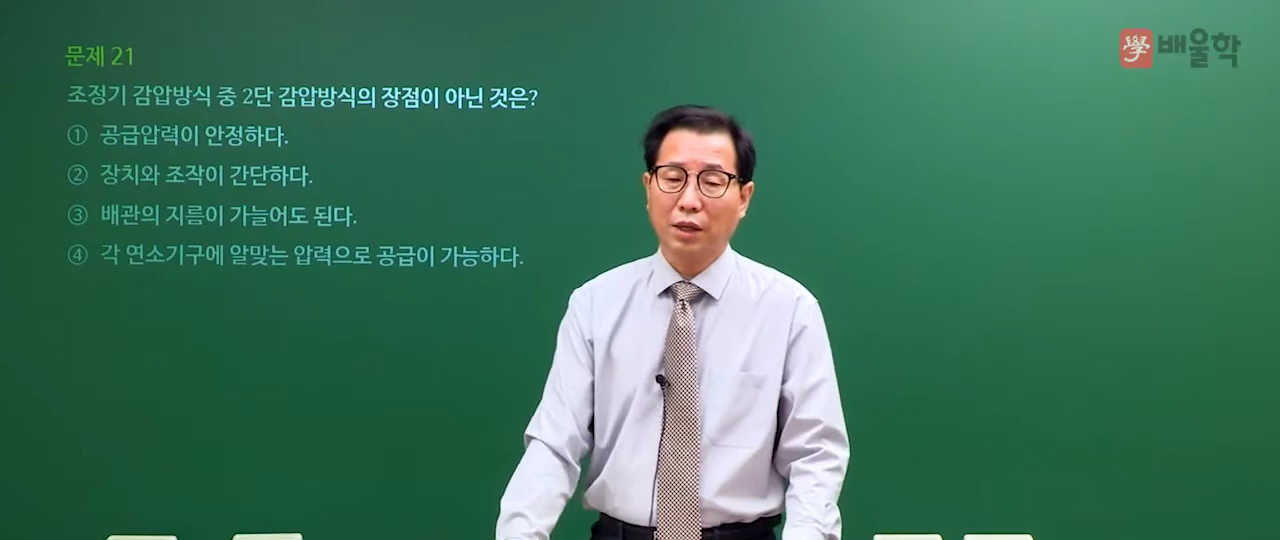 문제 21
조정기 감압방식 중 2단 감압방식의 장점이 아닌 것은?
① 공급압력이 안정하다.
② 장치와 조작이 간단하다.
③ 배관의 지름이 가늘어도 된다.
④ 각 연소기구에 알맞는 압력으로 공급이 가능하다.
學 배울학